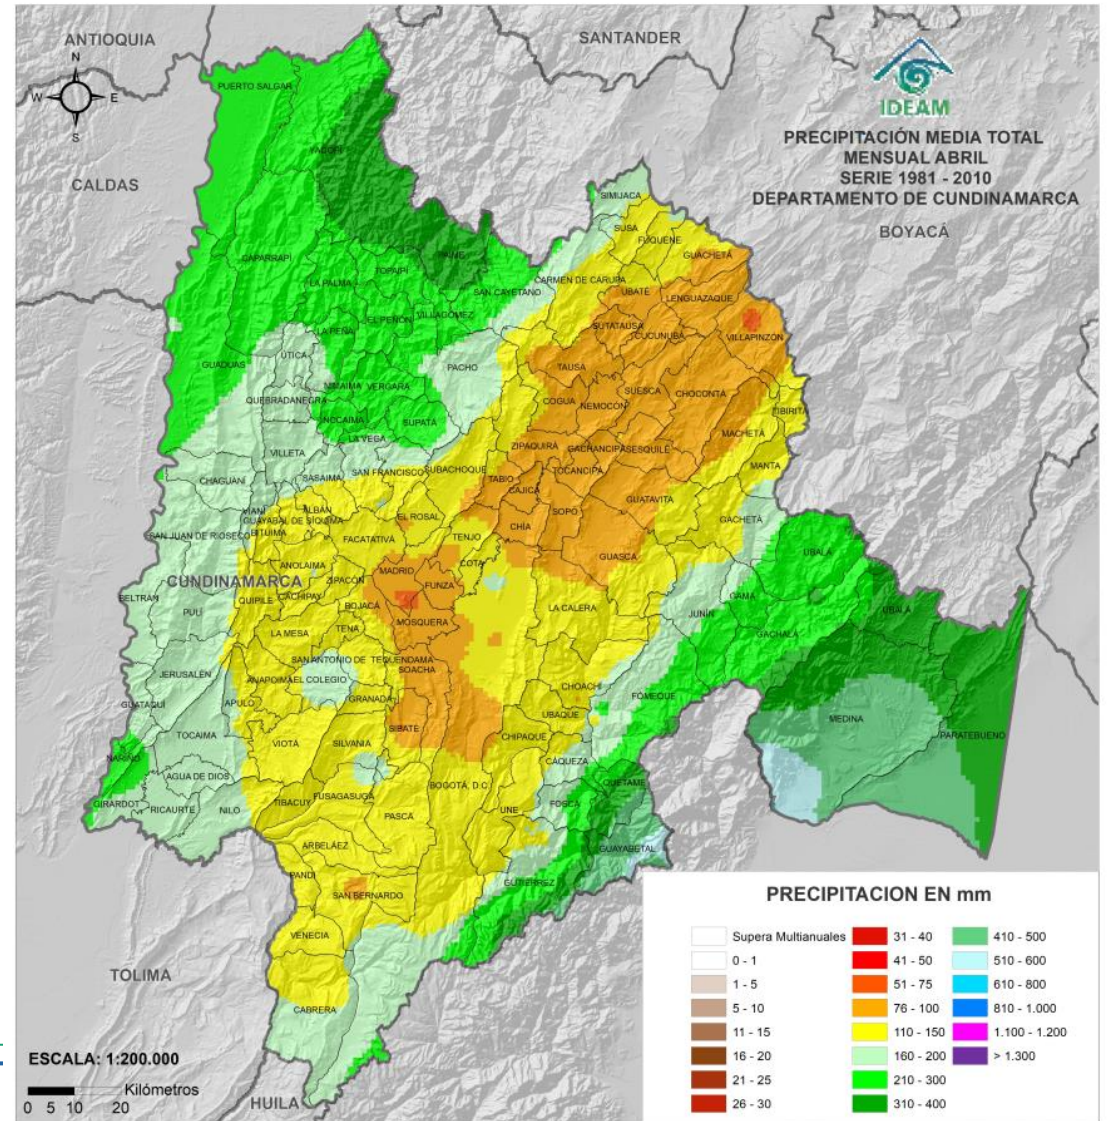 ANTIOQUIA
SANTANDER
N
W E
S
IDEAM
PRECIPITACIÓN MEDIA TOTAL
MENSUAL ABRIL
SERIE 1981 - 2010
DEPARTAMENTO DE CUNDINAMARCA
CALDAS
BOYACÁ
PUERTO SALGAR
YACOPÍ
SIMIJACA
SUSA
FÚQUENE
GUACHETÁ
CAPARRAPÍ
PAIME
TOPAIPÍ
LA PALMA
SAN CAYETANO
CARMEN DE CARUPA
UBATÉ
LENGUAZAQUE
EL PEÑÓN
VILLAGÓMEZ
LA PEÑA
SUTATAUSA
CUCUNUBÁ
VILLAPINZÓN
GUADUAS
ÚTICA
PACHO
TAUSA
NIMAIMA
VERGARA
QUEBRADANEGRA
COGUA
NEMOCÓN
SUESCA
CHOCONTÁ
TIBIRITA
NOCAIMA
SUPATÁ
LA VEGA
ZIPAQUIRÁ
GACHANCIPÁ
SESQUILÉ
MACHETÁ
VILLETA
SASAIMA
SAN FRANCISCO
SUBACHOQUE
TOCANCIPÁ
MANTA
CHAGUANÍ
TABIO
CAJICÁ
VIANÍ
ALBÁN
GUAYABAL DE SÍQUIMA
EL ROSAL
SOPÓ
GUATAVITA
GACHETÁ
SAN JUAN DE RIOSECO
BITUIMA
FACATATIVÁ
TENJO
CHÍA
ANOLAIMA
MADRID
COTA
GUASCA
UBALÁ
CUNDINAMARCA
ZIPACÓN
FUNZA
BELTRÁN
PULÍ
QUIPILE
CACHIPAY
BOJACÁ
MOSQUERA
LA CALERA
JUNÍN
GAMA
UBALÁ
LA MESA
TENA
GACHALÁ
SAN ANTONIO DE TEQUENDAMA
SOACHA
JERUSALÉN
ANAPOIMA
EL COLEGIO
GRANADA
CHOACHÍ
FÓMEQUE
GUATAQUÍ
APULO
UBAQUE
MEDINA
PARATEBUENO
TOCAIMA
VIOTÁ
SILVANIA
SIBATÉ
CHIPAQUE
NARIÑO
AGUA DE DIOS
CÁQUEZA
QUETAME
GIRARDOT
RICAURTE
NILO
TIBACUY
FUSAGASUGÁ
BOGOTÁ, D.C.
UNE
FOSCA
PASCA
ARBELÁEZ
GUAYABETAL
PANDI
SAN BERNARDO
GUTIÉRREZ
VENECIA
TOLIMA
CABRERA
HUILA
ESCALA: 1:200.000
Kilómetros
0 5 10 20
PRECIPITACION EN mm
Supera Multianuales
0 - 1
1 - 5
5 - 10
11 - 15
16 - 20
21 - 25
26 - 30
31 - 40
41 - 50
51 - 75
76 - 100
110 - 150
160 - 200
210 - 300
310 - 400
410 - 500
510 - 600
610 - 800
810 - 1.000
1.100 - 1.200
> 1.300